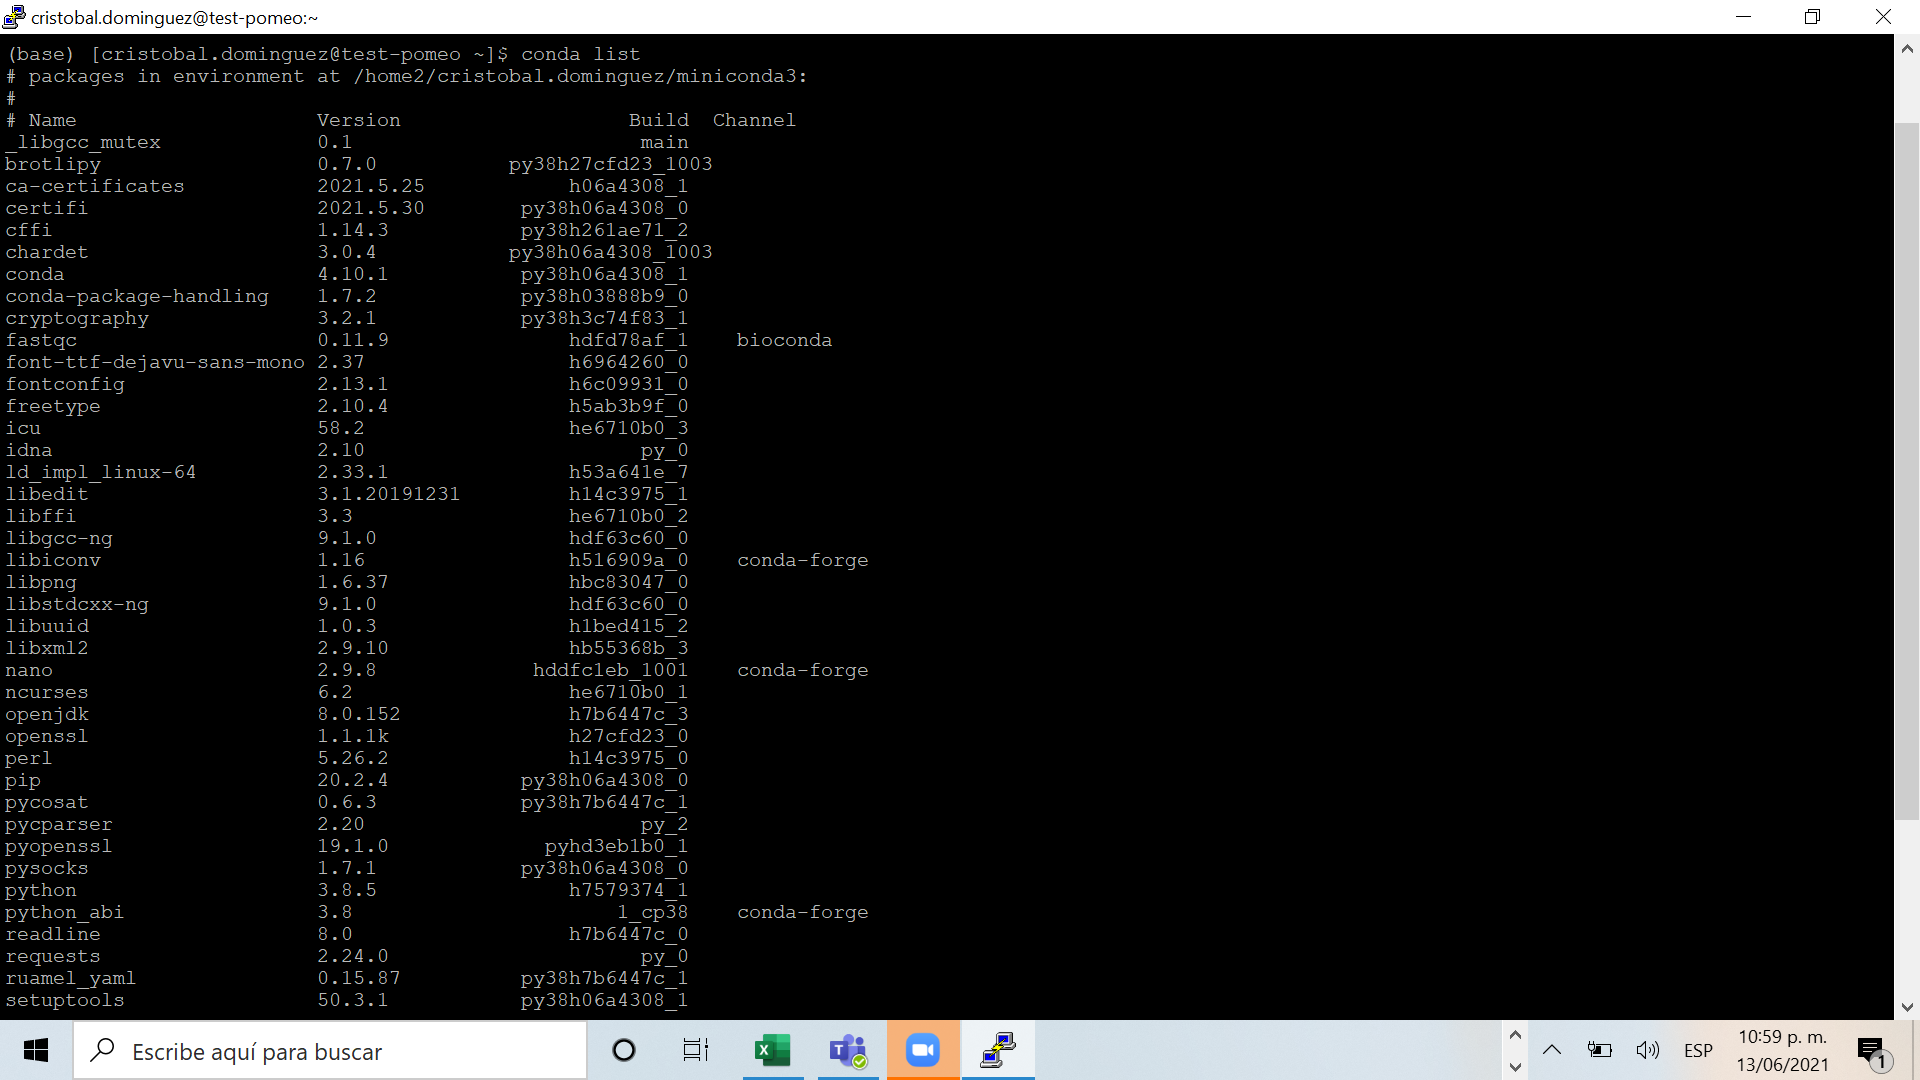 cristobal.dominguez@test-pomeo:~
(base) [cristobal.dominguez@test-pomeo ~]$ conda list
# packages in environment at /home2/cristobal.dominguez/miniconda3:
#
# Name Version Build Channel
_libgcc_mutex 0.1 main
brotlipy 0.7.0 py38h27cfd23_1003
ca-certificates 2021.5.25 h06a4308_1
certifi 2021.5.30 py38h06a4308_0
cffi 1.14.3 py38h261ae71_2
chardet 3.0.4 py38h06a4308_1003
conda 4.10.1 py38h06a4308_1
conda-package-handling 1.7.2 py38h03888b9_0
cryptography 3.2.1 py38h3c74f83_1
fastqc 0.11.9 hdfd78af_1 bioconda
font-ttf-dejavu-sans-mono 2.37 h6964260_0
fontconfig 2.13.1 h6c09931_0
freetype 2.10.4 h5ab3b9f_0
icu 58.2 he6710b0_3
idna 2.10 py_0
ld_impl_linux-64 2.33.1 h53a641e_7
libedit 3.1.20191231 h14c3975_1
libffi 3.3 he6710b0_2
libgcc-ng 9.1.0 hdf63c60_0
libiconv 1.16 h516909a_0 conda-forge
libpng 1.6.37 hbc83047_0
libstdcxx-ng 9.1.0 hdf63c60_0
libuuid 1.0.3 h1bed415_2
libxml2 2.9.10 hb55368b_3
nano 2.9.8 hddfc1eb_1001 conda-forge
ncurses 6.2 he6710b0_1
openjdk 8.0.152 h7b6447c_3
openssl 1.1.1k h27cfd23_0
perl 5.26.2 h14c3975_0
pip 20.2.4 py38h06a4308_0
pycosat 0.6.3 py38h7b6447c_1
pycparser 2.20 py_2
pyopenssl 19.1.0 pyhd3eb1b0_1
pysocks 1.7.1 py38h06a4308_0
python 3.8.5 h7579374_1
python_abi 3.8 1_cp38 conda-forge
readline 8.0 h7b6447c_0
requests 2.24.0 py_0
ruamel_yaml 0.15.87 py38h7b6447c_1
setuptools 50.3.1 py38h06a4308_1
Escribe aquí para buscar
ESP
10:59 p. m.
13/06/2021
1